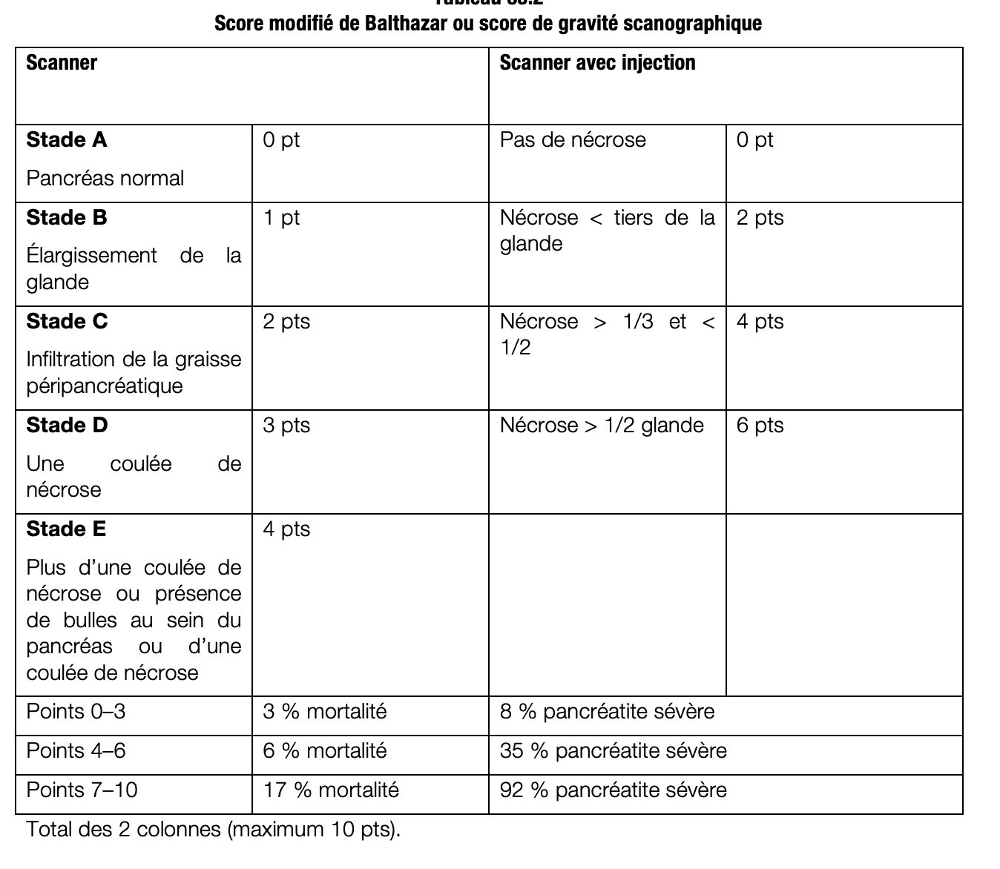 Score modifié de Balthazar ou score de gravité scanographique
Scanner
Scanner avec injection
Stade A
Pancréas normal
0 pt
Pas de nécrose
0 pt
Stade B
Élargissement de la
glande
1 pt
Nécrose < tiers de la
glande
2 pts
Stade C
Infiltration de la graisse
péripancréatique
2 pts
Nécrose > 1/3 et <
1/2
4 pts
Stade D
Une coulée de
nécrose
3 pts
Nécrose > 1/2 glande
6 pts
Stade E
Plus d’une coulée de
nécrose ou présence
de bulles au sein du
pancréas ou d’une
coulée de nécrose
4 pts
Points 0–3
3 % mortalité
8 % pancréatite sévère
Points 4–6
6 % mortalité
35 % pancréatite sévère
Points 7–10
17 % mortalité
92 % pancréatite sévère
Total des 2 colonnes (maximum 10 pts).